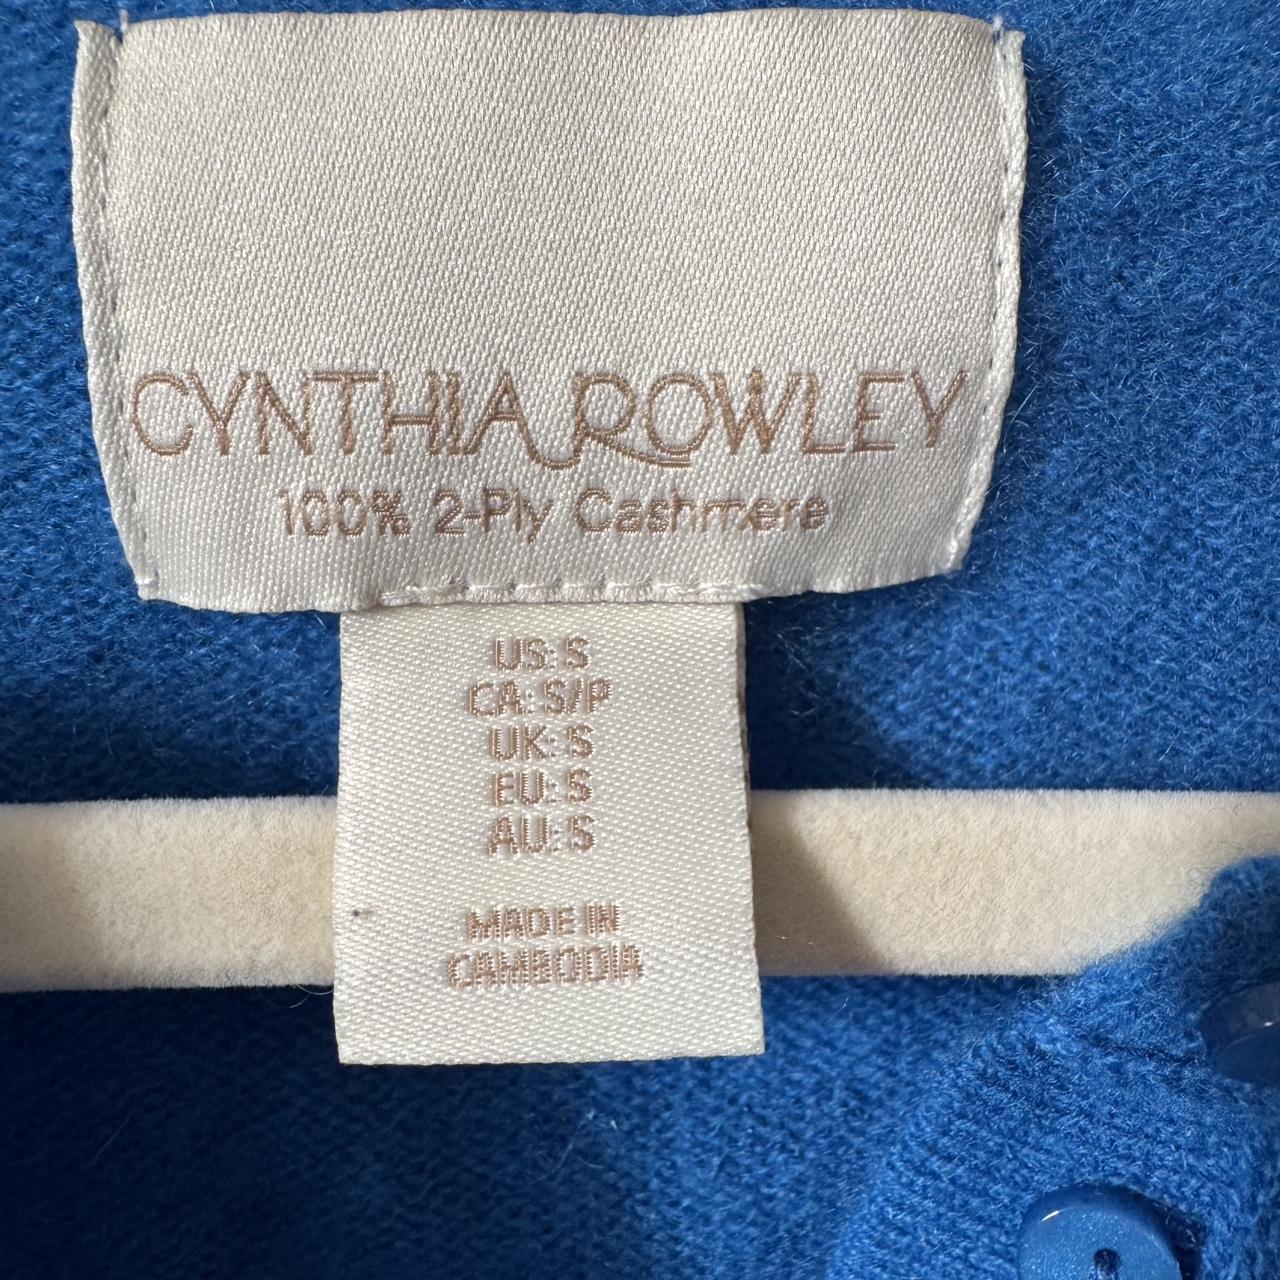 CYNTHIA ROWLEY
100% 2-Ply Cashmere
US: S
CA: S/P
UK: S
EU: S
AU: S
MADE IN
CAMBODIA